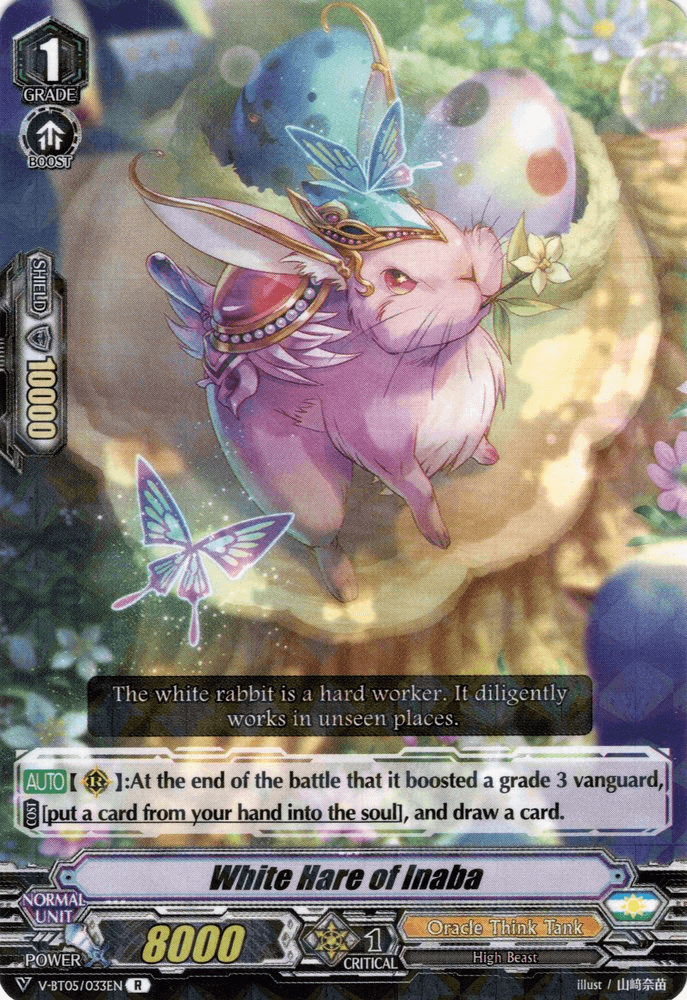 1
GRADE
BOOST
SHIELD
10000
The white rabbit is a hard worker. It diligently
works in unseen places.
AUTO【 R 】:At the end of the battle that it boosted a grade 3 vanguard,
COST [put a card from your hand into the soul], and draw a card.
White Hare of Inaba
NORMAL
UNIT
POWER
8000
1
CRITICAL
Oracle Think Tank
High Beast
V-BT05/033EN R
illust / 山﨑奈苗